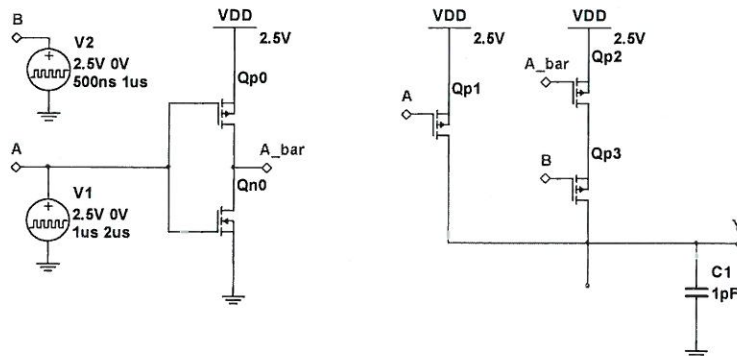 B
V2
2.5V 0V
500ns 1us
A
V1
2.5V 0V
1us 2us
VDD
2.5V
Qp0
A_bar
Qn0
VDD
2.5V
Qp1
A
VDD
2.5V
Qp2
A_bar
Qp3
B
Y
C1
1pF